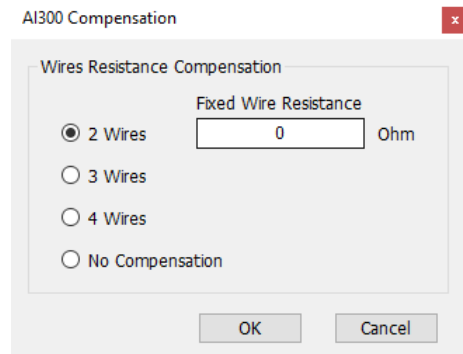 AI300 Compensation
x
Wires Resistance Compensation
Fixed Wire Resistance
2 Wires 0 Ohm
3 Wires
4 Wires
No Compensation
OK Cancel